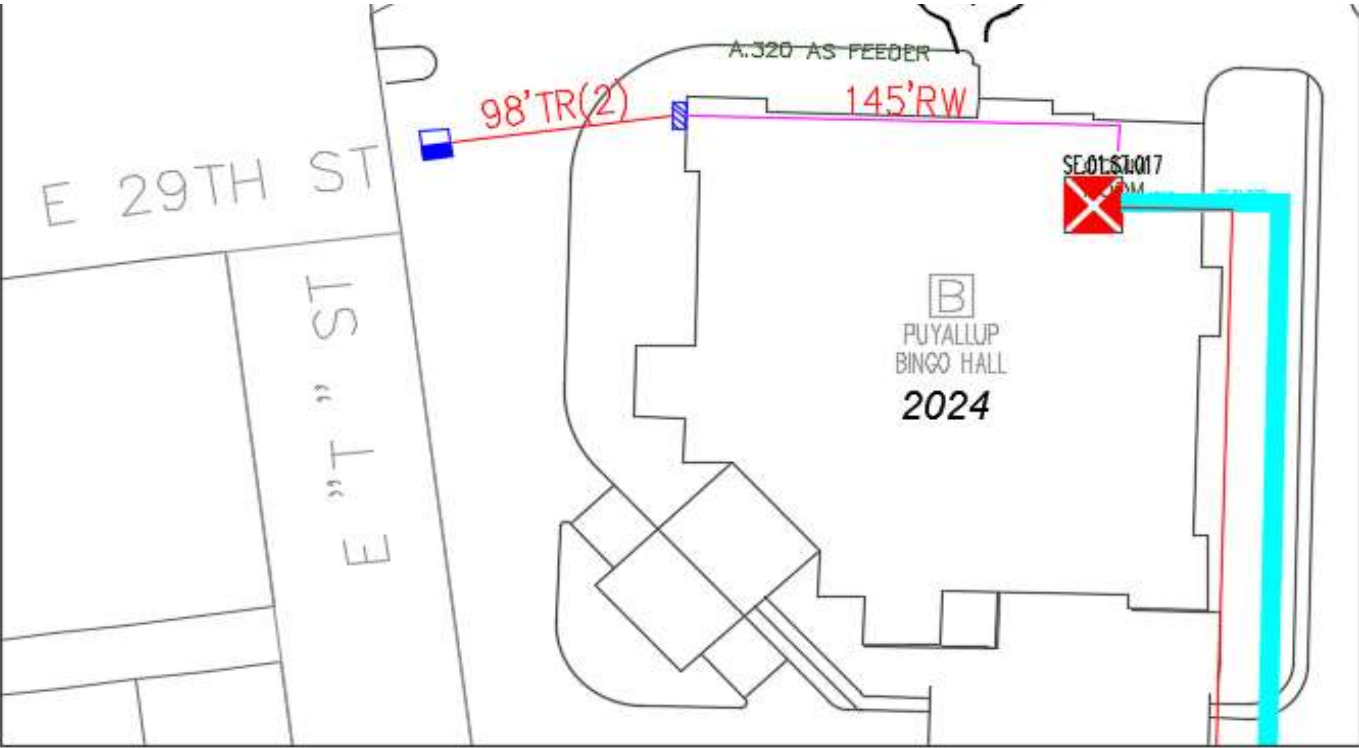 A.320 AS FEEDER
98'TR(2)
145'RW
E 29TH ST
E "T" ST
B
PUYALLUP
BINGO HALL
2024